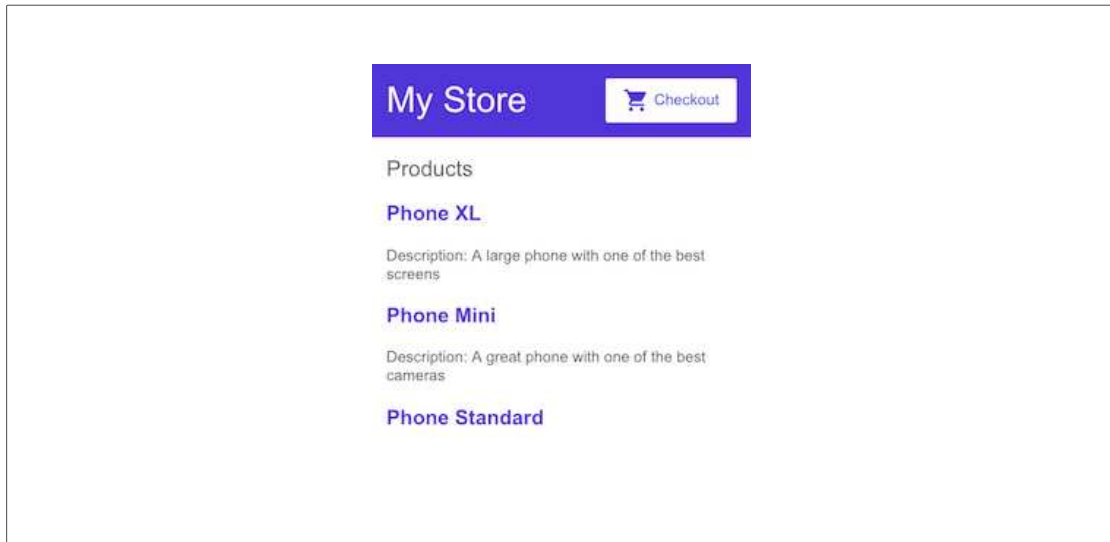 My Store
Checkout
Products
Phone XL
Description: A large phone with one of the best
screens
Phone Mini
Description: A great phone with one of the best
cameras
Phone Standard